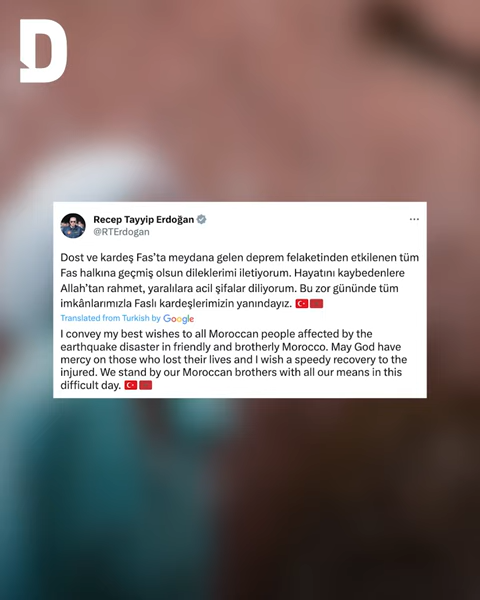 D
Recep Tayyip Erdoğan
@RTErdogan
Dost ve kardeş Fas'ta meydana gelen deprem felaketinden etkilenen tüm
Fas halkına geçmiş olsun dileklerimi iletiyorum. Hayatını kaybedenlere
Allah'tan rahmet, yaralılara acil şifalar diliyorum. Bu zor gününde tüm
imkânlarımızla Faslı kardeşlerimizin yanındayız. 🇹🇷🇲🇦
Translated from Turkish by Google
I convey my best wishes to all Moroccan people affected by the
earthquake disaster in friendly and brotherly Morocco. May God have
mercy on those who lost their lives and I wish a speedy recovery to the
injured. We stand by our Moroccan brothers with all our means in this
difficult day. 🇹🇷🇲🇦